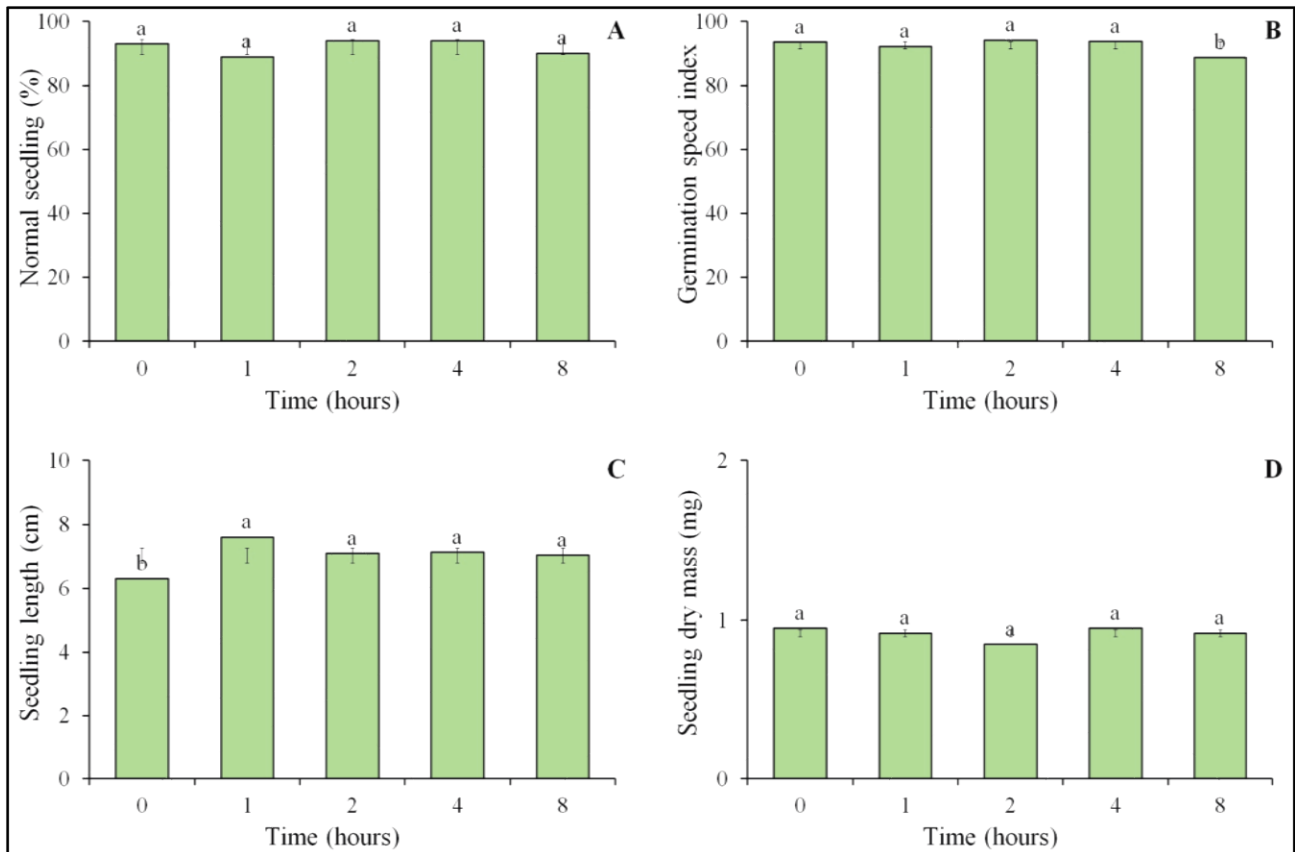 A
Normal seedling (%)
100
80
60
40
20
0
a a a a a
0 1 2 4 8
Time (hours)
B
Germination speed index
100
80
60
40
20
0
a a a a b
0 1 2 4 8
Time (hours)
C
Seedling length (cm)
10
8
6
4
2
0
b a a a a
0 1 2 4 8
Time (hours)
D
Seedling dry mass (mg)
2
1
0
a a a a a
0 1 2 4 8
Time (hours)